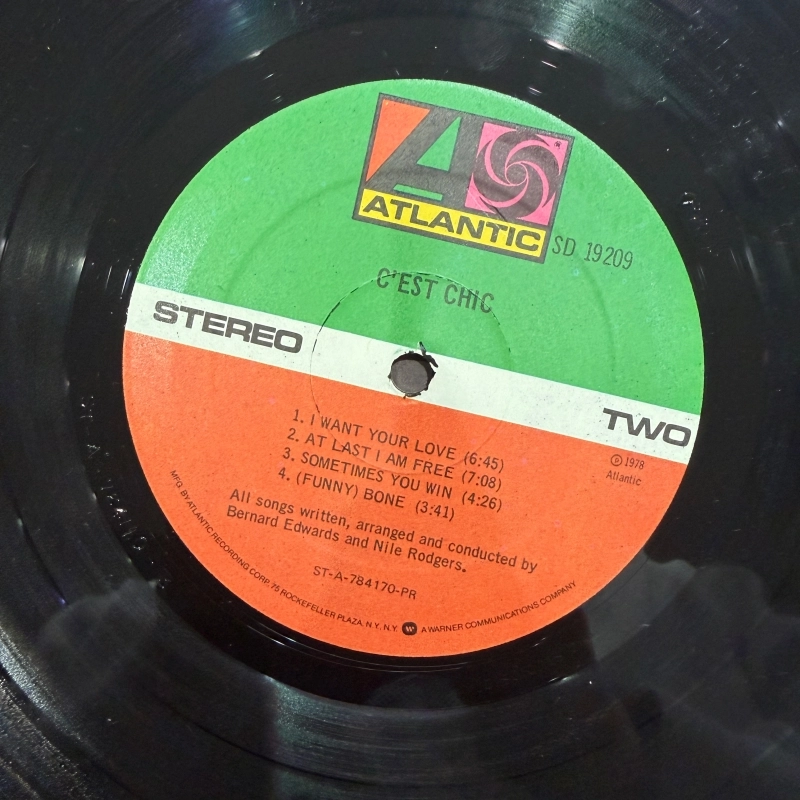 ATLANTIC
SD 19209
C'EST CHIC
STEREO
TWO
1. I WANT YOUR LOVE (6:45)
2. AT LAST I AM FREE (7:08)
3. SOMETIMES YOU WIN (4:26)
4. (FUNNY) BONE (3:41)
℗ 1978
Atlantic
All songs written, arranged and conducted by
Bernard Edwards and Nile Rodgers.
ST-A-784170-PR
MFG. BY ATLANTIC RECORDING CORP. 75 ROCKEFELLER PLAZA, N.Y., N.Y. A WARNER COMMUNICATIONS COMPANY